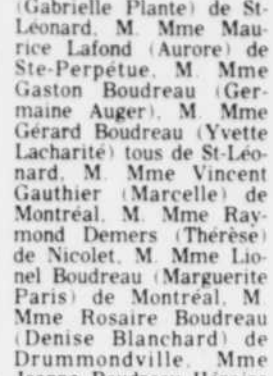 (Gabrielle Plante) de St-
Léonard, M. Mme Mau-
rice Lafond (Aurore) de
Ste-Perpétue, M. Mme
Gaston Boudreau (Ger-
maine Auger), M. Mme
Gérard Boudreau (Yvette
Lacharité) tous de St-Léo-
nard, M. Mme Vincent
Gauthier (Marcelle) de
Montréal, M. Mme Ray-
mond Demers (Thérèse)
de Nicolet, M. Mme Lio-
nel Boudreau (Marguerite
Paris) de Montréal, M.
Mme Rosaire Boudreau
(Denise Blanchard) de
Drummondville, Mme